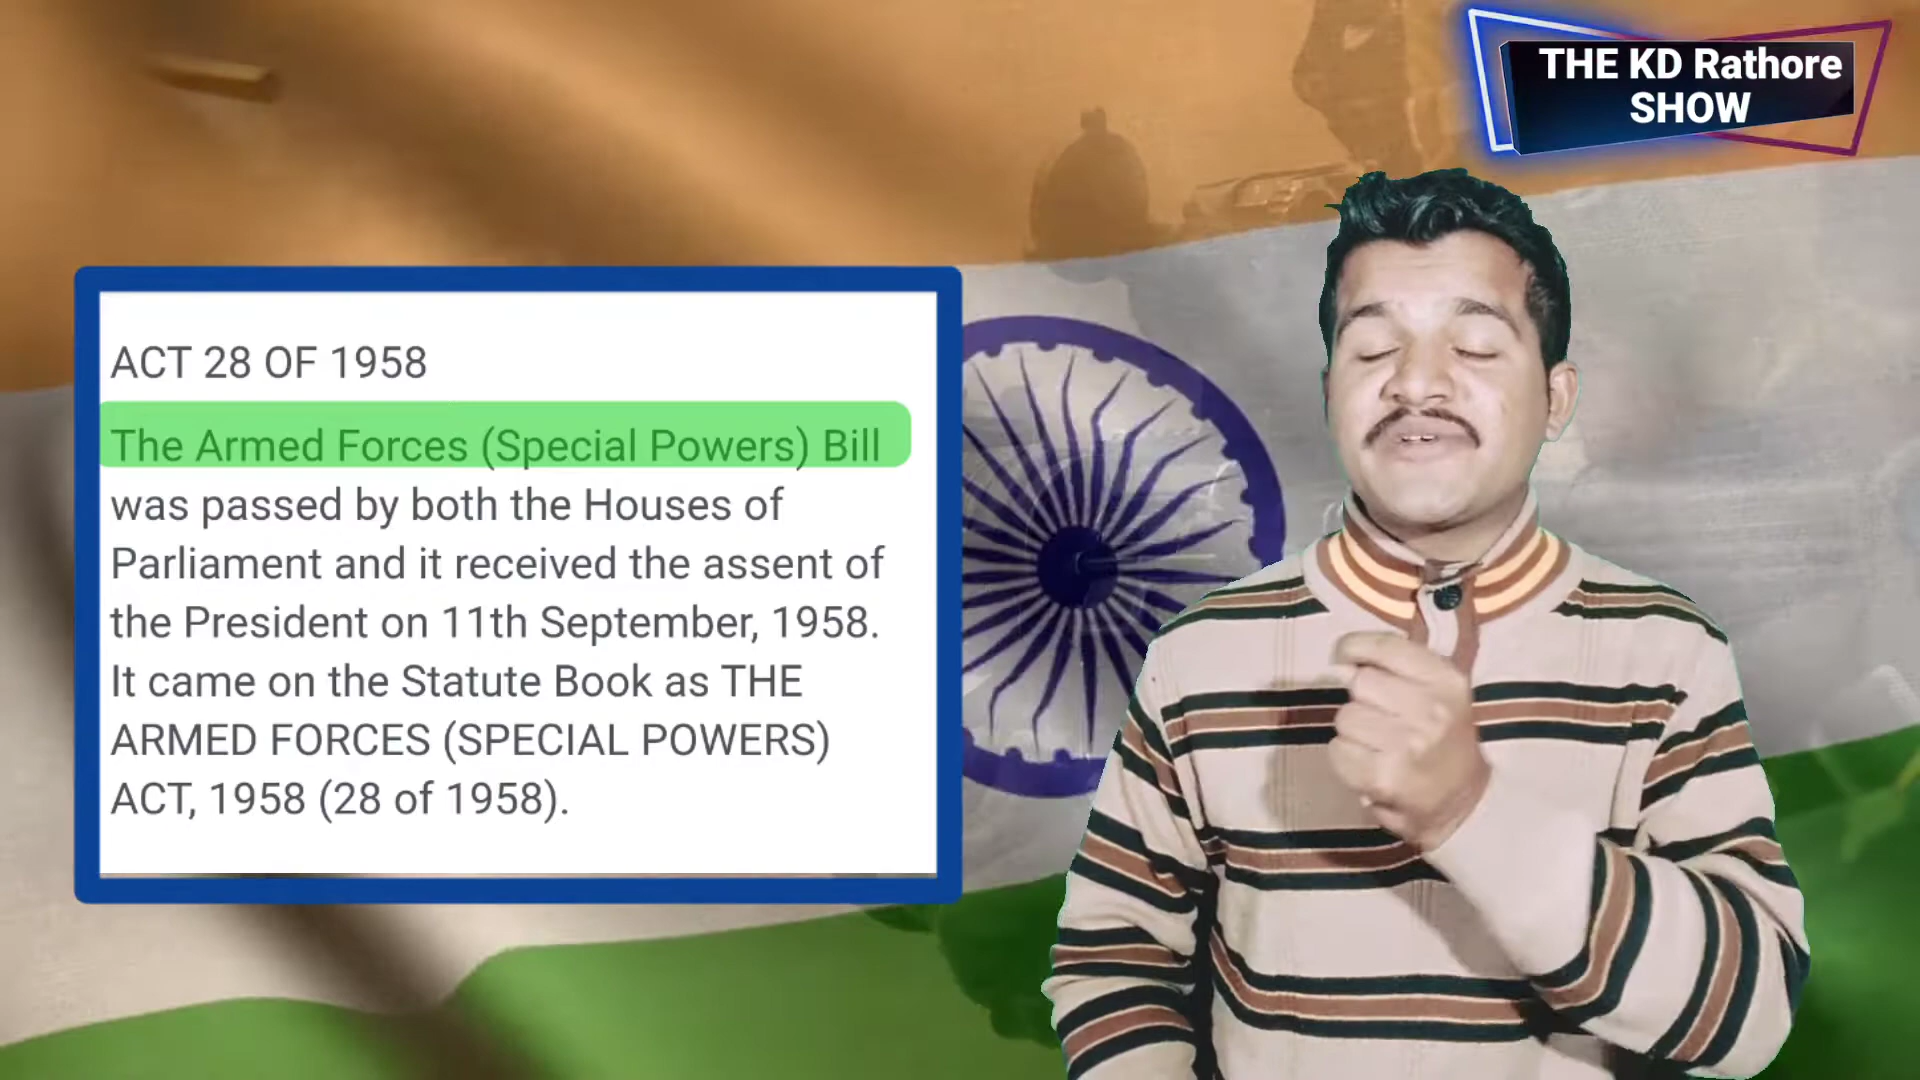 THE KD Rathore
SHOW
ACT 28 OF 1958
The Armed Forces (Special Powers) Bill
was passed by both the Houses of
Parliament and it received the assent of
the President on 11th September, 1958.
It came on the Statute Book as THE
ARMED FORCES (SPECIAL POWERS)
ACT, 1958 (28 of 1958).